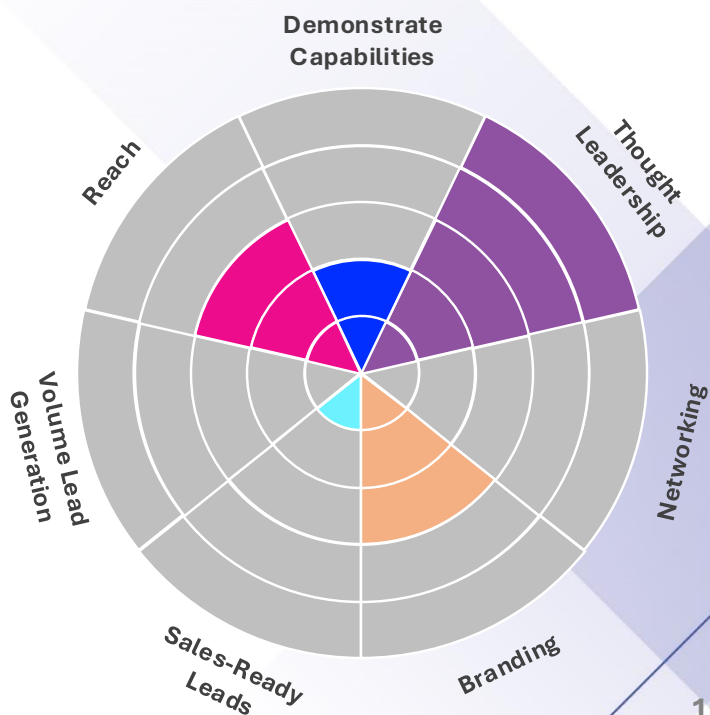 Demonstrate
Capabilities
Thought
Leadership
Networking
Branding
Sales-Ready
Leads
Volume Lead
Generation
Reach
1